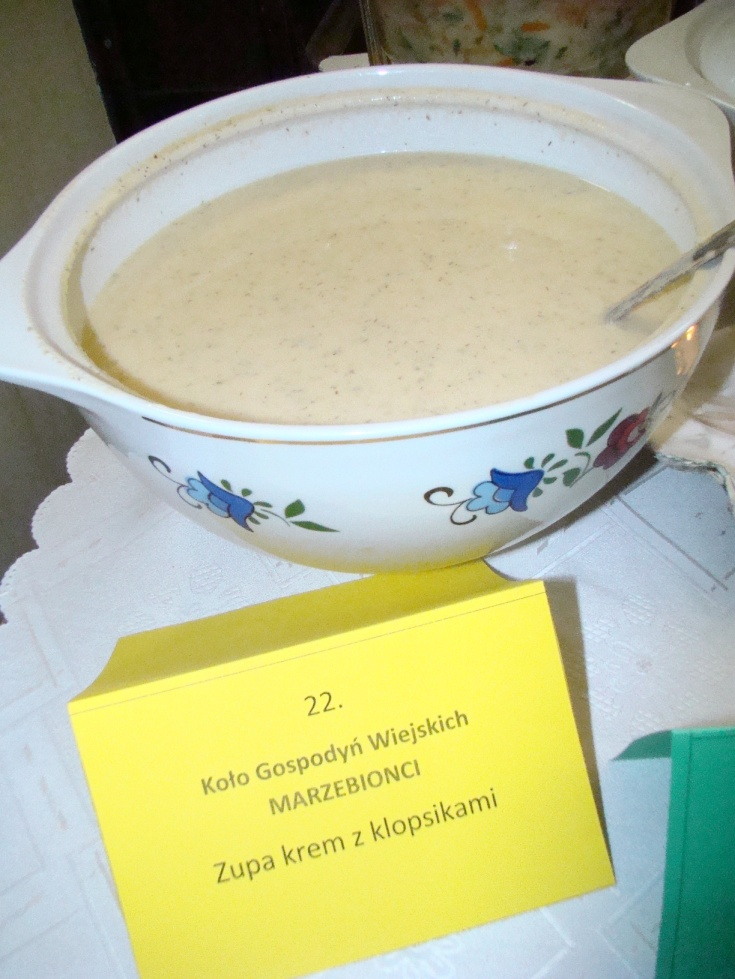 22.
Koło Gospodyń Wiejskich
MARZEBIONCI
Zupa krem z klopsikami